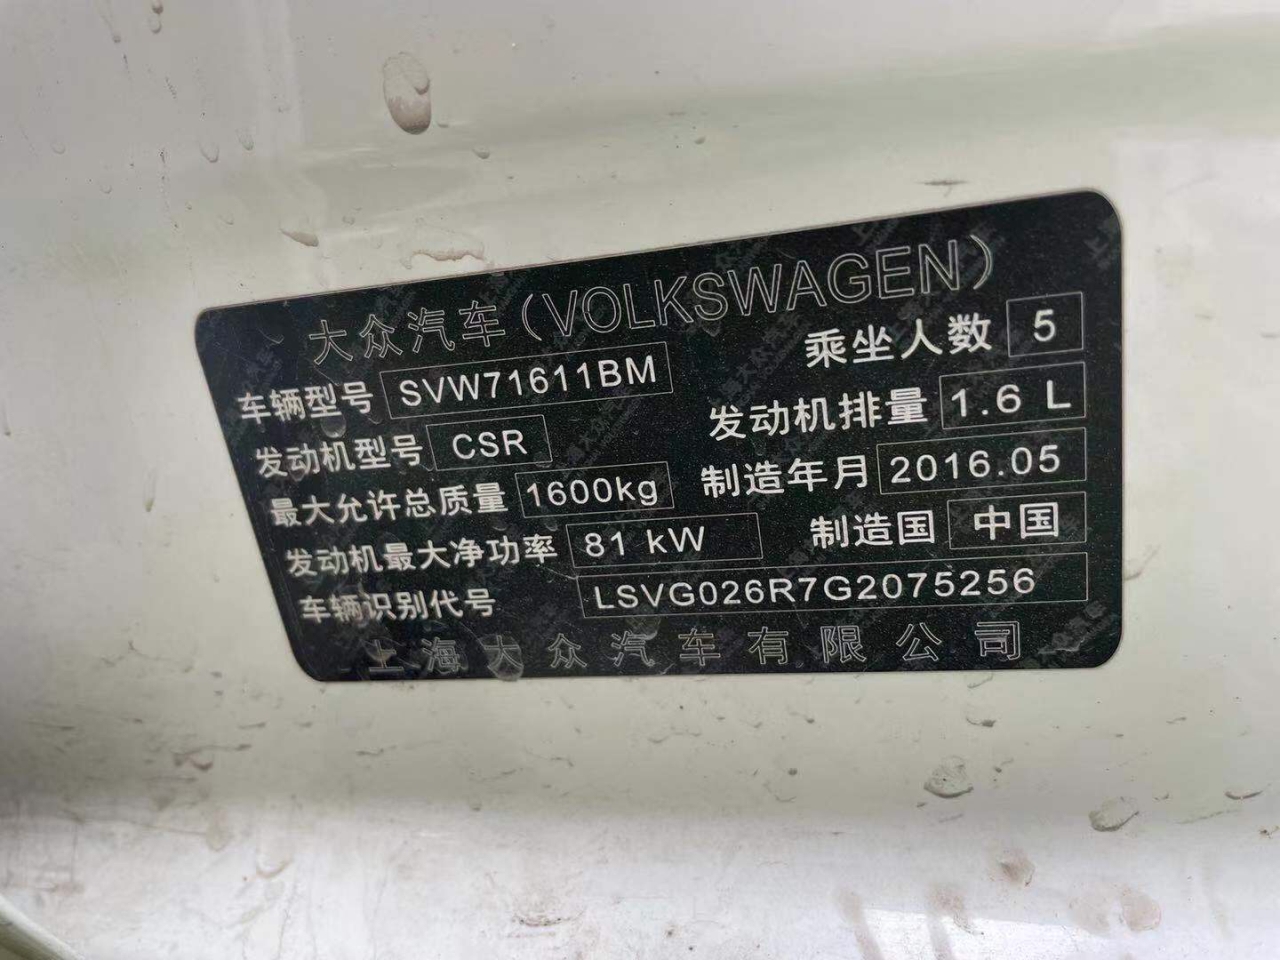 大众汽车(VOLKSWAGEN)
车辆型号 SVW71611BM 乘坐人数 5
发动机型号 CSR 发动机排量 1.6 L
最大允许总质量 1600kg 制造年月 2016.05
发动机最大净功率 81 kW 制造国 中国
车辆识别代号 LSVG026R7G2075256
上海大众汽车有限公司